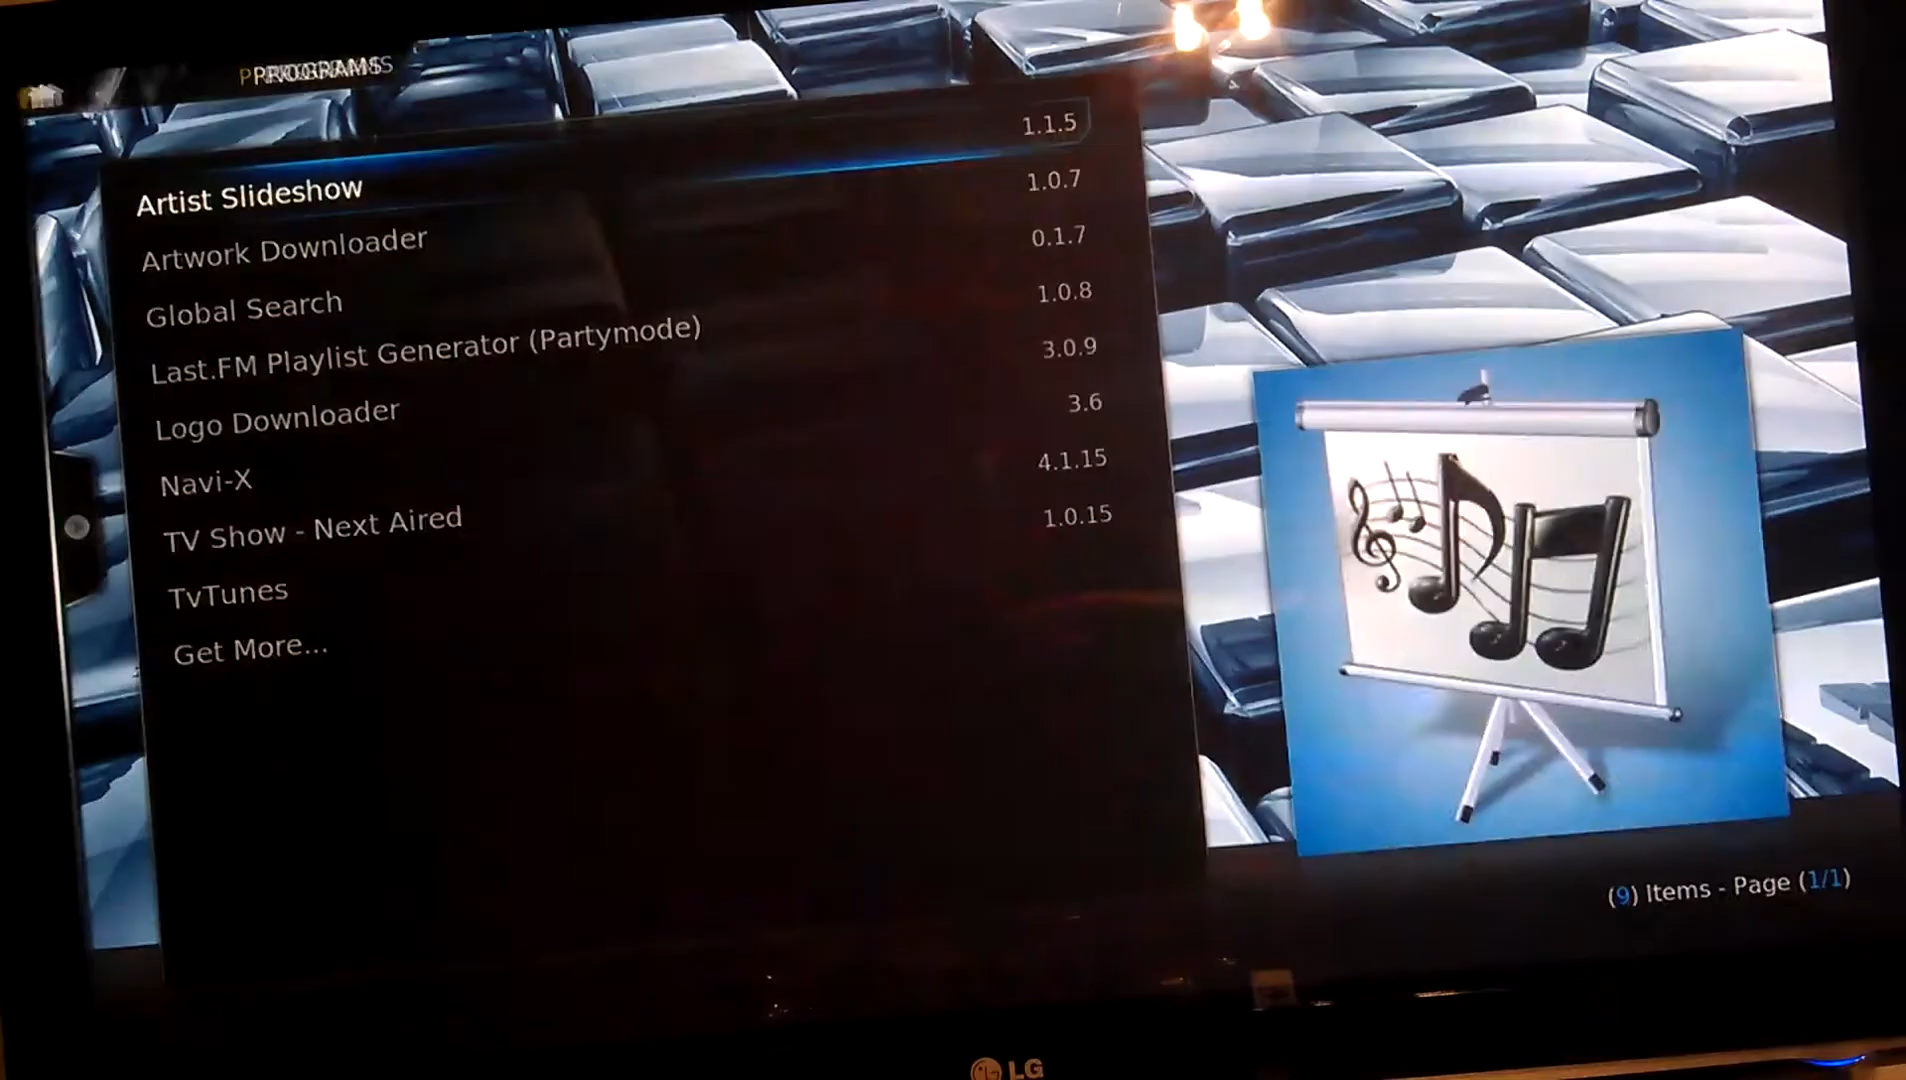 PROGRAMS
Artist Slideshow 1.1.5
Artwork Downloader 1.0.7
Global Search 0.1.7
Last.FM Playlist Generator (Partymode) 1.0.8
Logo Downloader 3.0.9
Navi-X 3.6
TV Show - Next Aired 4.1.15
TvTunes 1.0.15
Get More...
(9) Items - Page (1/1)
LG